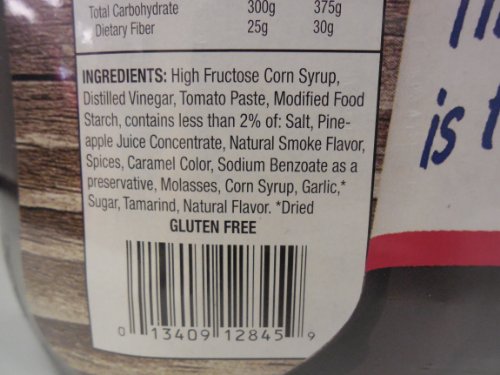 Total Carbohydrate 300g 375g
Dietary Fiber 25g 30g
INGREDIENTS: High Fructose Corn Syrup,
Distilled Vinegar, Tomato Paste, Modified Food
Starch, contains less than 2% of: Salt, Pine-
apple Juice Concentrate, Natural Smoke Flavor,
Spices, Caramel Color, Sodium Benzoate as a
preservative, Molasses, Corn Syrup, Garlic,*
Sugar, Tamarind, Natural Flavor. *Dried
GLUTEN FREE
0 13409 12845 9
is